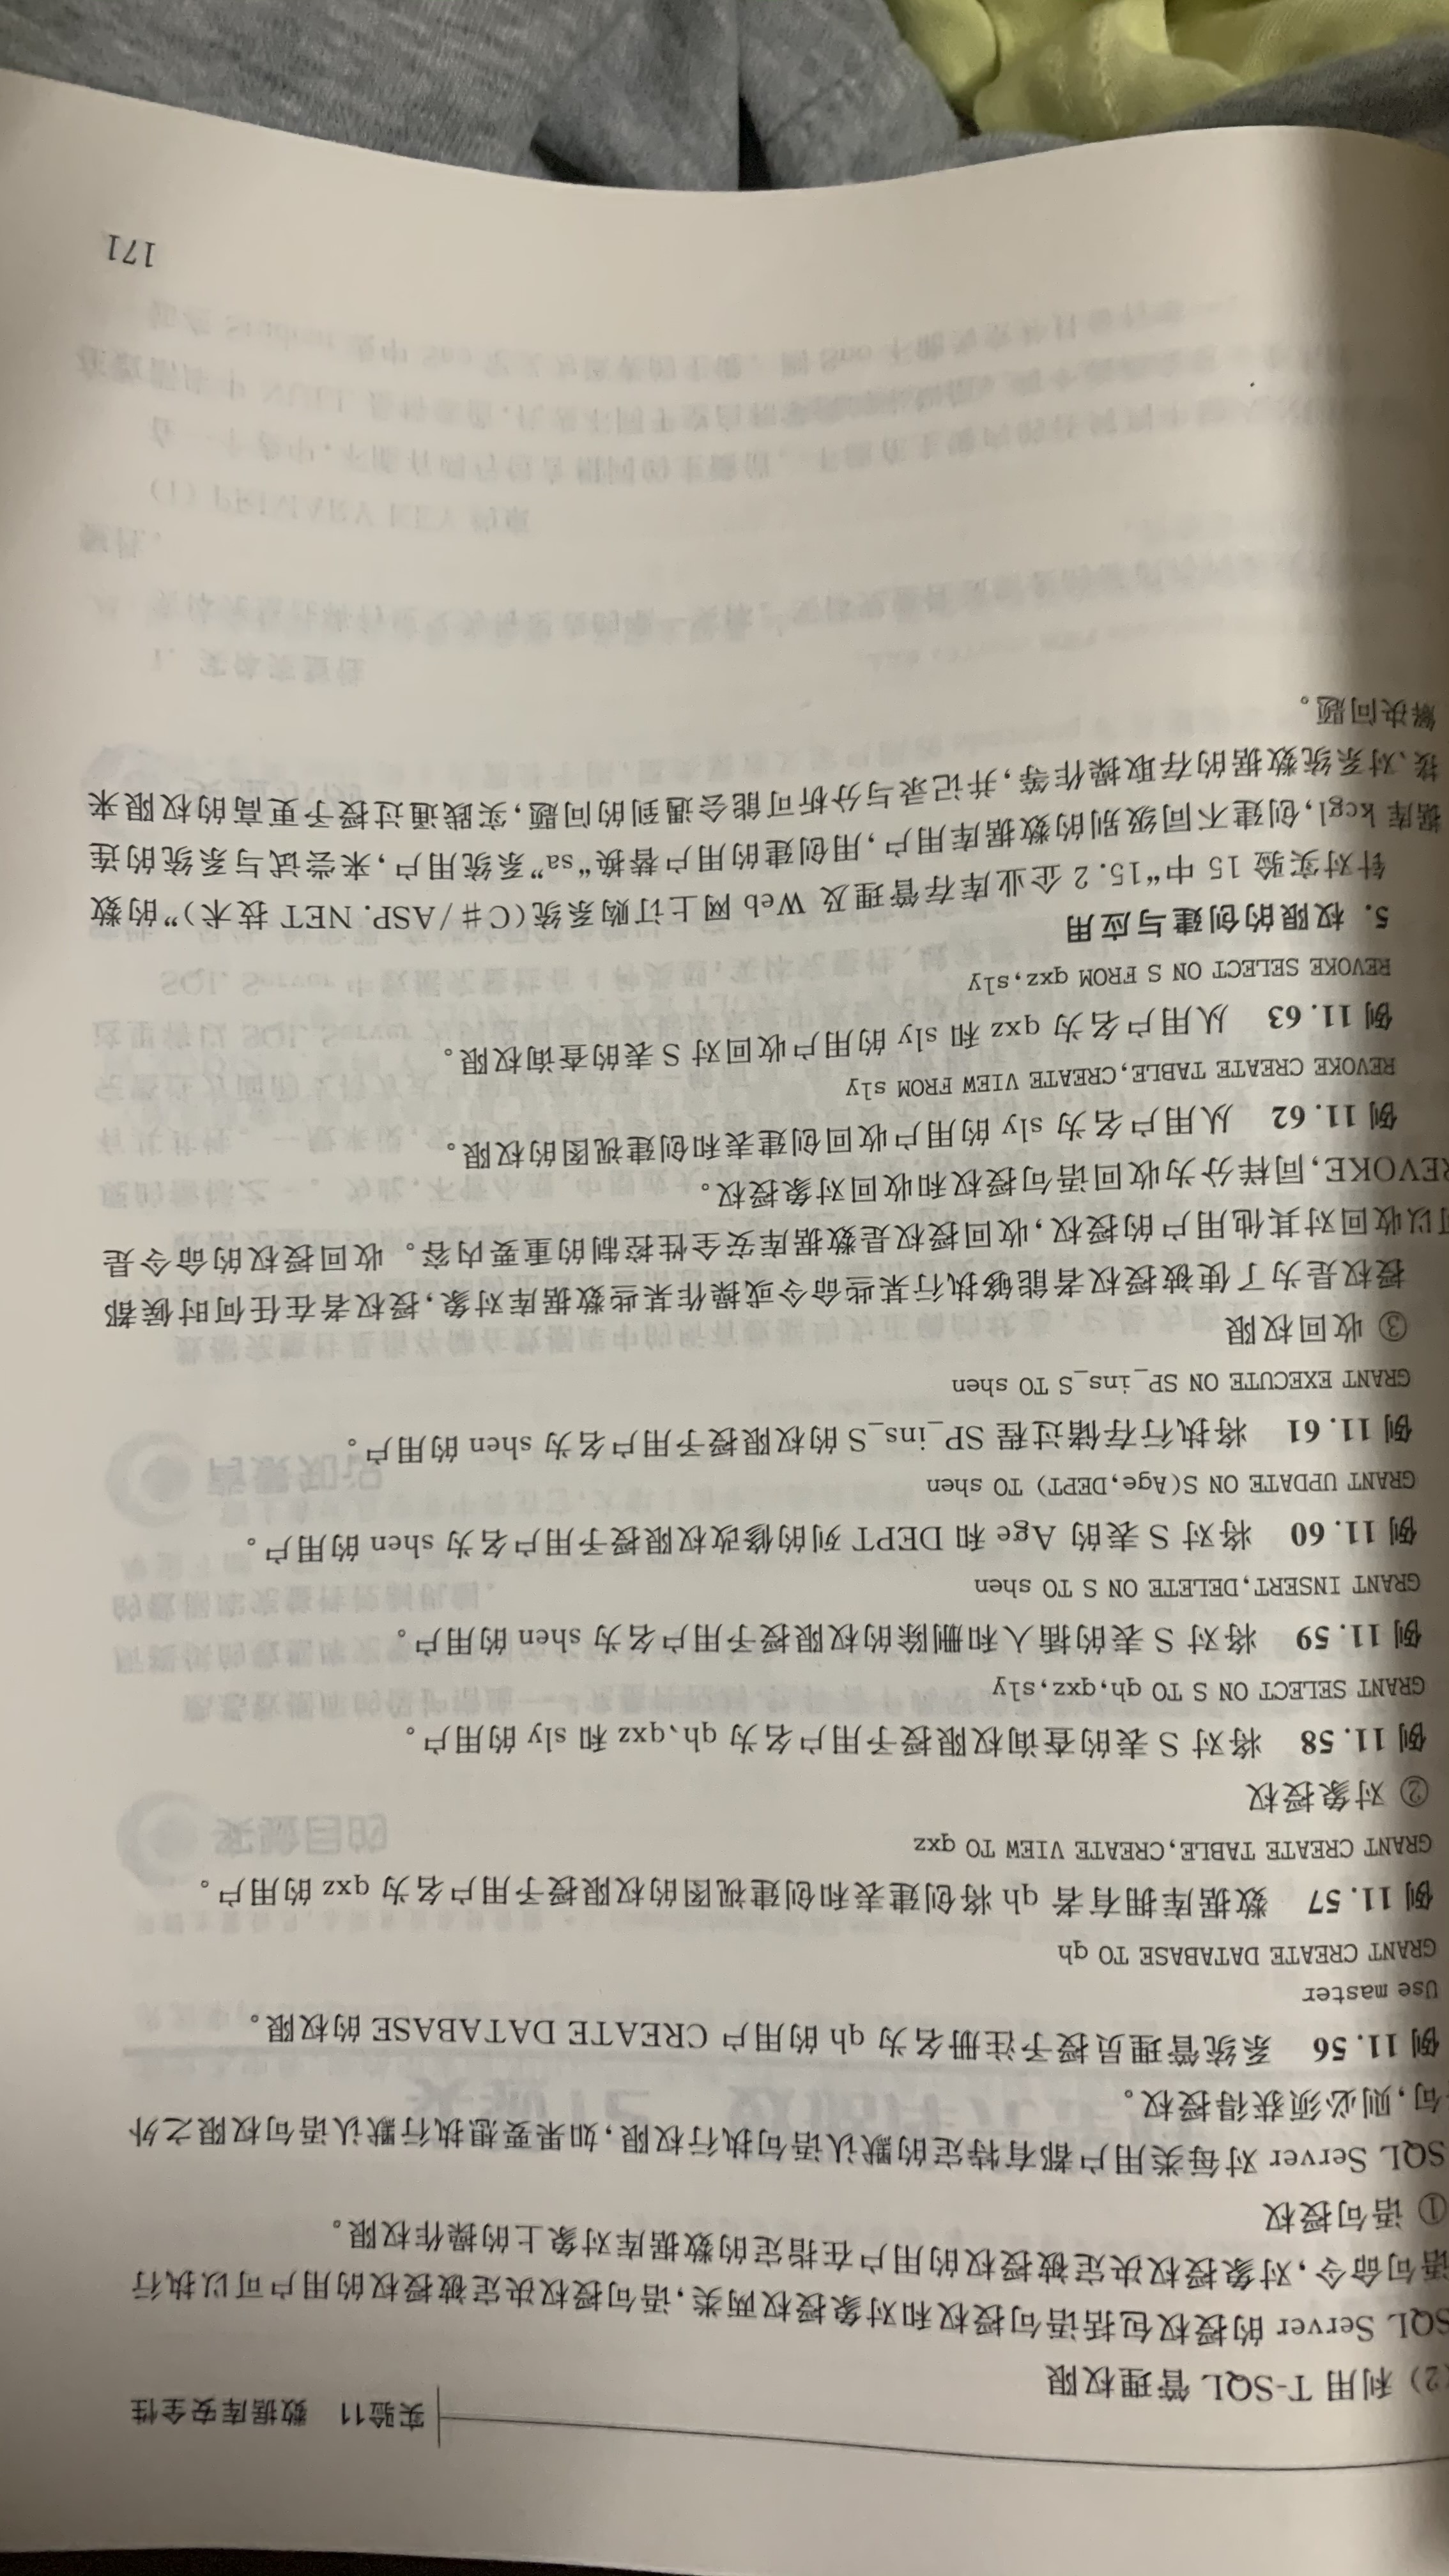 实验11 数据库安全性
(2) 利用 T-SQL 管理权限
SQL Server 的授权包括语句授权和对象授权两类,语句授权决定被授权的用户可以执行
语句命令,对象授权决定被授权的用户在指定的数据库对象上的操作权限。
① 语句授权
SQL Server 对每类用户都有特定的默认语句执行权限,如果要想执行默认语句权限之外
句,则必须获得授权。
例 11.56 系统管理员授予注册名为 qh 的用户 CREATE DATABASE 的权限。
Use master
GRANT CREATE DATABASE TO qh
例 11.57 数据库拥有者 qh 将创建表和创建视图的权限授予用户名为 qxz 的用户。
GRANT CREATE TABLE,CREATE VIEW TO qxz
② 对象授权
例 11.58 将对 S 表的查询权限授予用户名为 qh、qxz 和 sly 的用户。
GRANT SELECT ON S TO qh,qxz,sly
例 11.59 将对 S 表的插入和删除的权限授予用户名为 shen 的用户。
GRANT INSERT,DELETE ON S TO shen
例 11.60 将对 S 表的 Age 和 DEPT 列的修改权限授予用户名为 shen 的用户。
GRANT UPDATE ON S(Age,DEPT) TO shen
例 11.61 将执行存储过程 SP_ins_S 的权限授予用户名为 shen 的用户。
GRANT EXECUTE ON SP_ins_S TO shen
③ 收回权限
授权是为了使被授权者能够执行某些命令或操作某些数据库对象,授权者在任何时候都
可以收回对其他用户的授权,收回授权是数据库安全性控制的重要内容。收回授权的命令是
REVOKE,同样分为收回语句授权和收回对象授权。
例 11.62 从用户名为 sly 的用户收回创建表和创建视图的权限。
REVOKE CREATE TABLE,CREATE VIEW FROM sly
例 11.63 从用户名为 qxz 和 sly 的用户收回对 S 表的查询权限。
REVOKE SELECT ON S FROM qxz,sly
5. 权限的创建与应用
针对实验 15 中“15.2 企业库存管理及 Web 网上订购系统(C#/ASP.NET 技术)”的数
据库 kcgl,创建不同级别的数据库用户,用创建的用户替换“sa”系统用户,来尝试与系统的连
接、对系统数据的存取操作等,并记录与分析可能会遇到的问题,实践通过授予更高的权限来
解决问题。
171